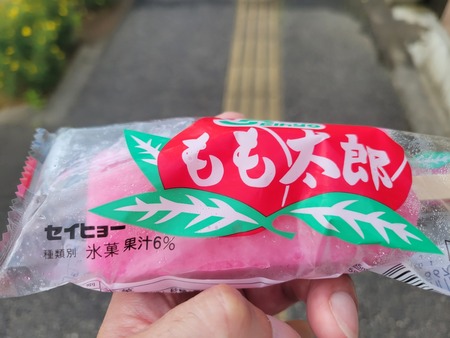 もも太郎
セイヒョー
種類別 氷菓 果汁6%